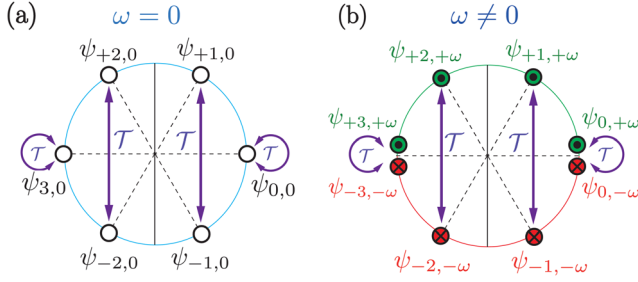 (a) ω = 0
ψ+2,0 ψ+1,0
𝒯 𝒯 𝒯 𝒯
ψ3,0 ψ0,0
ψ−2,0 ψ−1,0
(b) ω ≠ 0
ψ+2,+ω ψ+1,+ω
ψ+3,+ω ψ0,+ω
𝒯 𝒯 𝒯 𝒯
ψ−3,−ω ψ0,−ω
ψ−2,−ω ψ−1,−ω